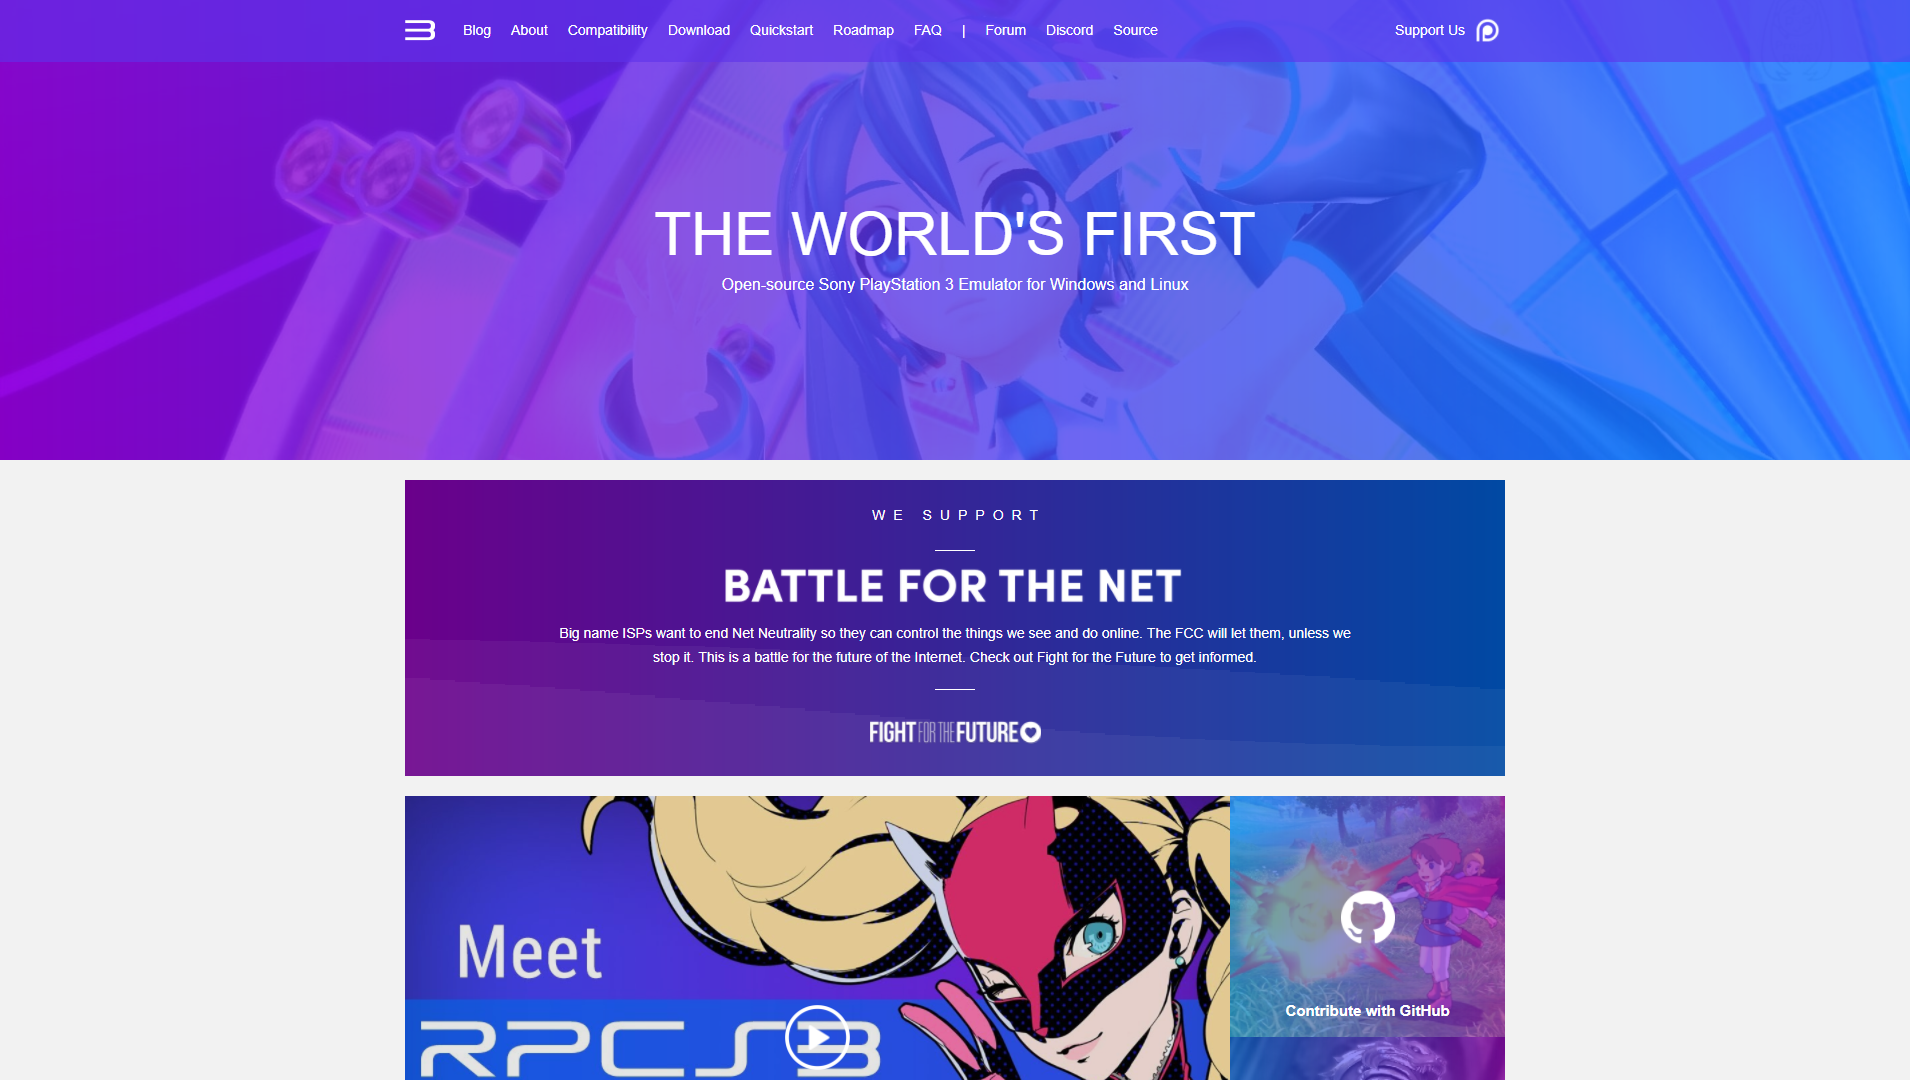 Blog About Compatibility Download Quickstart Roadmap FAQ | Forum Discord Source Support Us
THE WORLD'S FIRST
Open-source Sony PlayStation 3 Emulator for Windows and Linux
WE SUPPORT
BATTLE FOR THE NET
Big name ISPs want to end Net Neutrality so they can control the things we see and do online. The FCC will let them, unless we
stop it. This is a battle for the future of the Internet. Check out Fight for the Future to get informed.
FIGHT FOR THE FUTURE
Meet
RPCS3
Contribute with GitHub